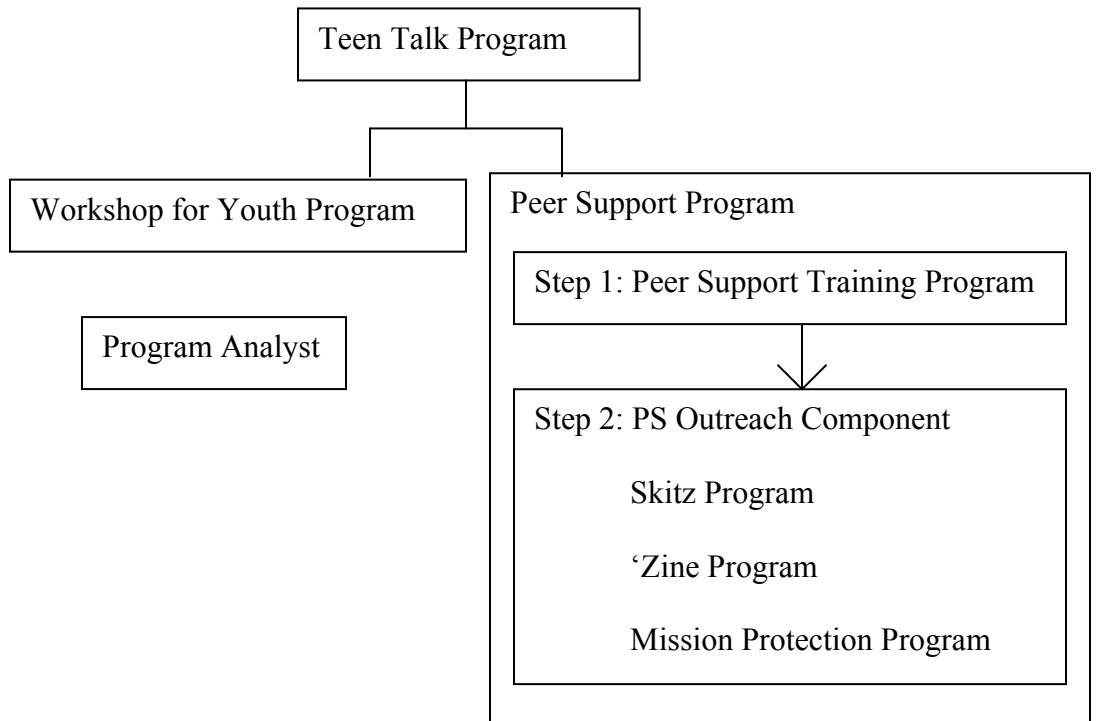 Teen Talk Program
Workshop for Youth Program
Program Analyst
Peer Support Program
Step 1: Peer Support Training Program
Step 2: PS Outreach Component
Skitz Program
‘Zine Program
Mission Protection Program